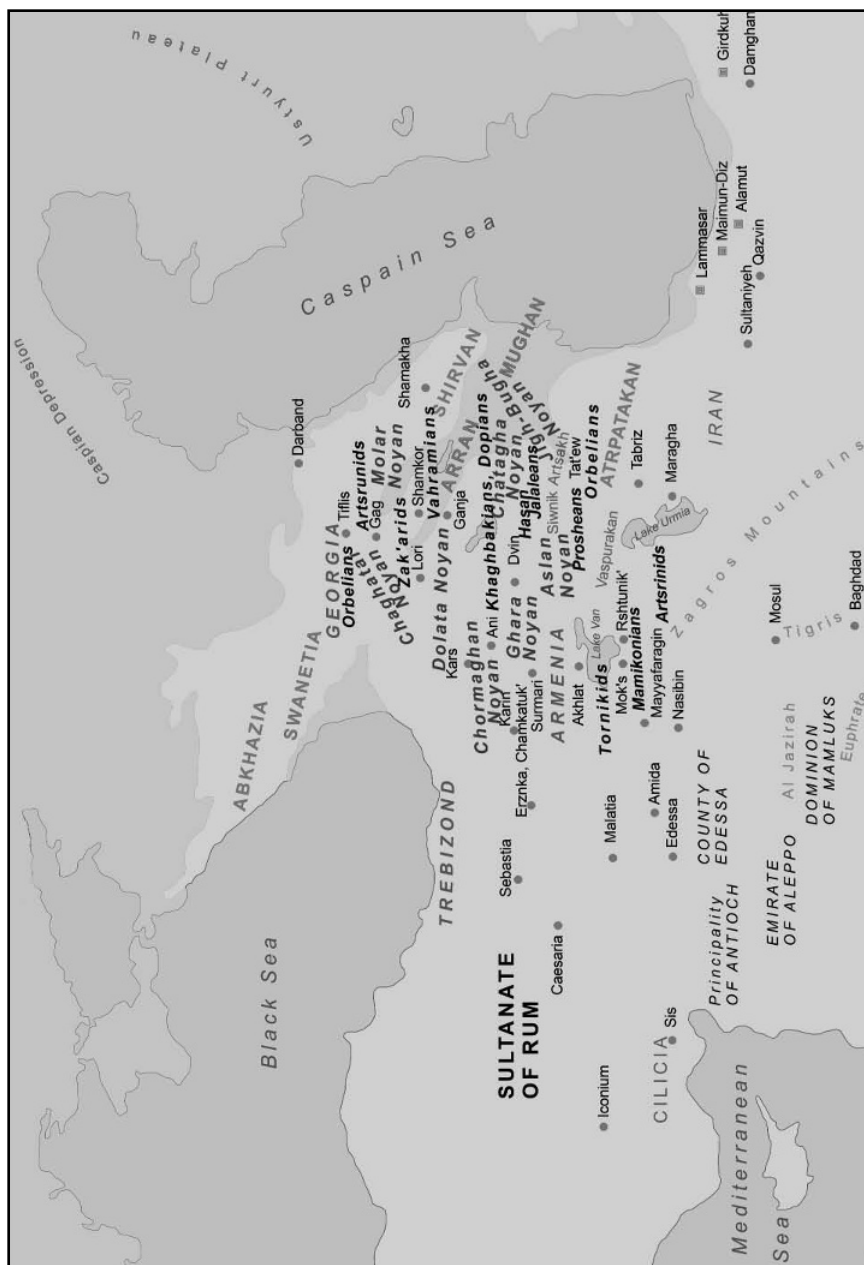 Ustyurt Plateau
Caspian Depression
Caspain Sea
Black Sea
Mediterranean
Sea
ABKHAZIA
SWANETIA
GEORGIA
Orbelians
Tiflis
Artsrunids
Gag
Molar
Noyan
Chaghatai
Noyan
Zak'arids
Lori
Shamkor
Vahramians
Darband
Shamakha
SHIRVAN
ARRAN
MUGHAN
Ganja
Dolata Noyan
Kars
TREBIZOND
Chormaghan
Noyan
Karin
Ani
Khaghbakians, Dopians
Chatagha
Noyan
Jigh-Bugha
Noyan
Ghara
Noyan
Dvin
Hasan
Jalaleans
Siwnik
Artsakh
Aslan
Noyan
Prosheans
Tat'ew
Orbelians
ATRPATAKAN
Erznka, Chamkatuk'
Surmari
ARMENIA
Akhlat
Lake Van
Vaspurakan
Tornikids
Mok's
Rshtunik'
Mamikonians
Mayyafaragin
Artsrinids
Nasibin
Lake Urmia
Tabriz
Maragha
IRAN
Zagros Mountains
Sebastia
SULTANATE
OF RUM
Caesaria
Malatia
Amida
Edessa
Iconium
CILICIA
Sis
COUNTY OF
EDESSA
Principality
OF ANTIOCH
EMIRATE
OF ALEPPO
Al Jazirah
DOMINION
OF MAMLUKS
Euphrate
Mosul
Tigris
Baghdad
Lammasar
Maimun-Diz
Alamut
Sultaniyeh
Qazvin
Girdkuh
Damghan